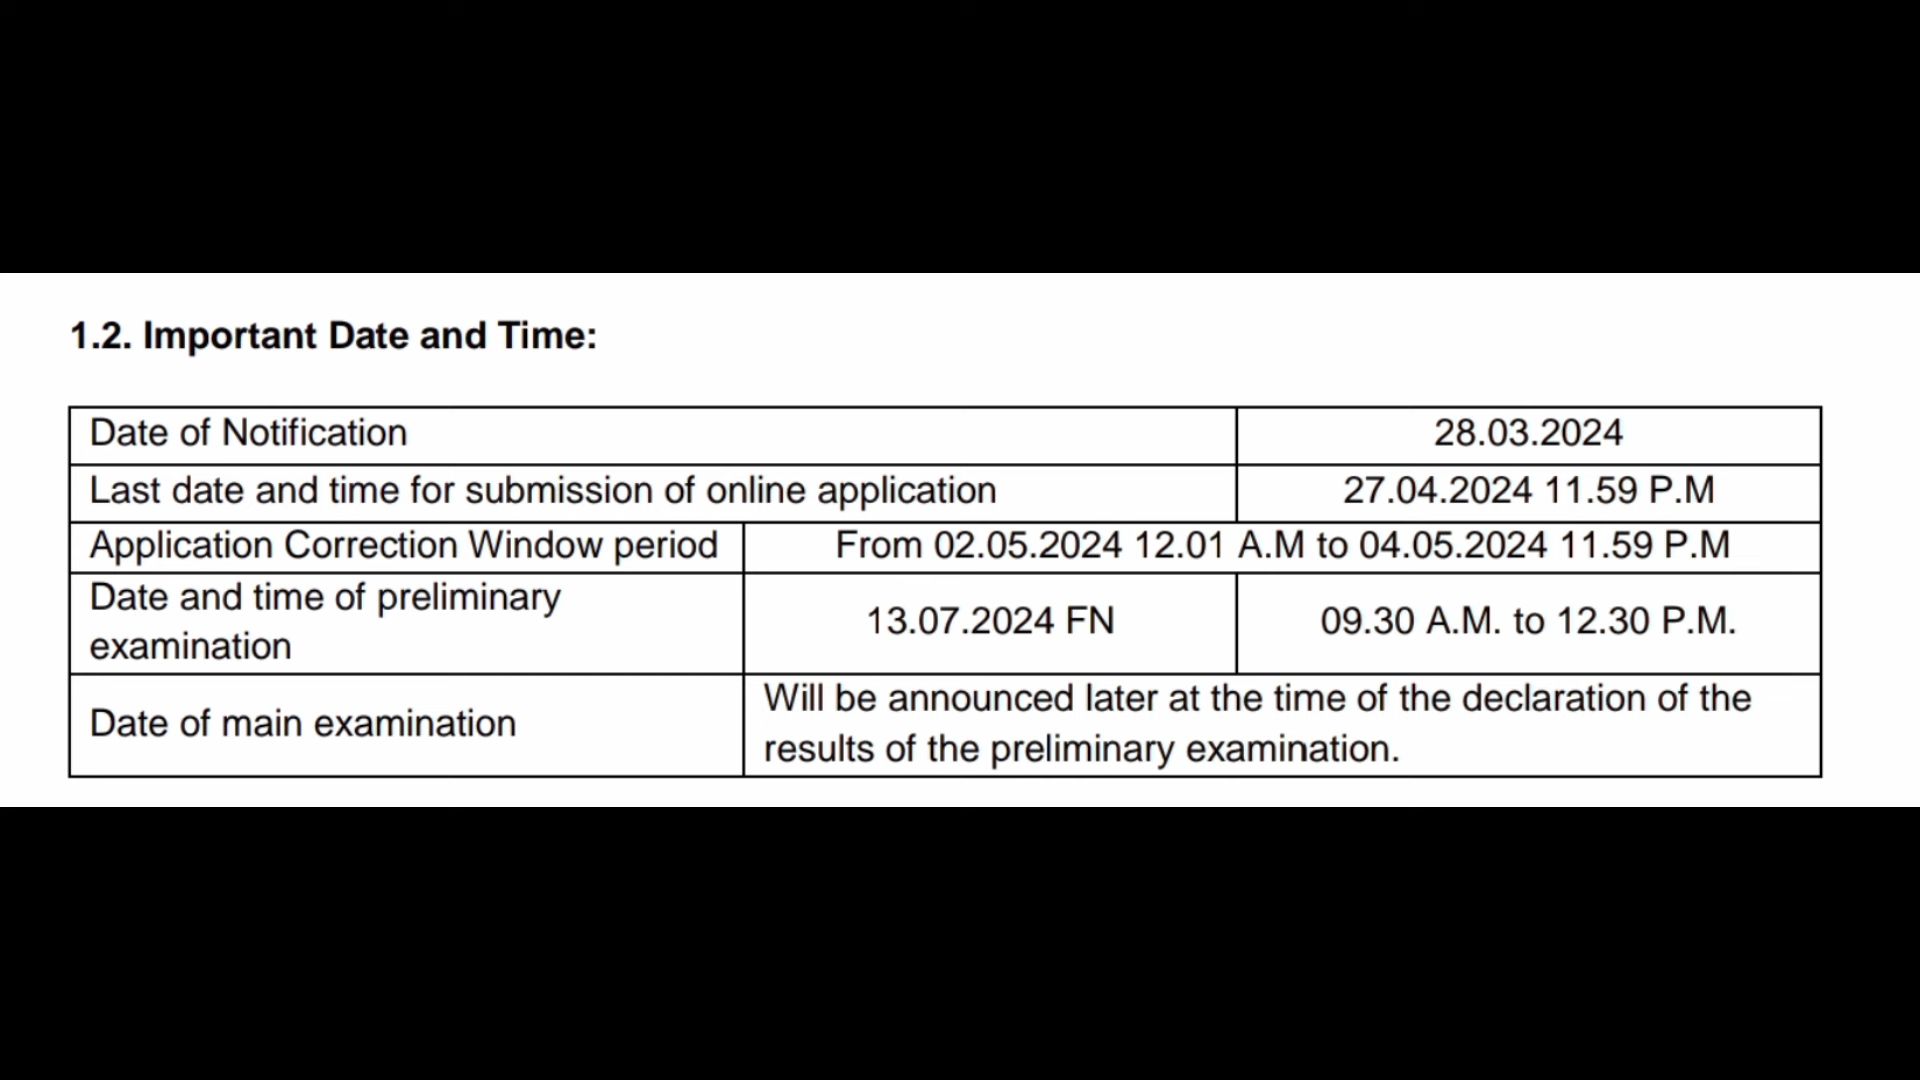 1.2. Important Date and Time:
Date of Notification 28.03.2024
Last date and time for submission of online application 27.04.2024 11.59 P.M
Application Correction Window period From 02.05.2024 12.01 A.M to 04.05.2024 11.59 P.M
Date and time of preliminary
examination
13.07.2024 FN 09.30 A.M. to 12.30 P.M.
Date of main examination
Will be announced later at the time of the declaration of the
results of the preliminary examination.